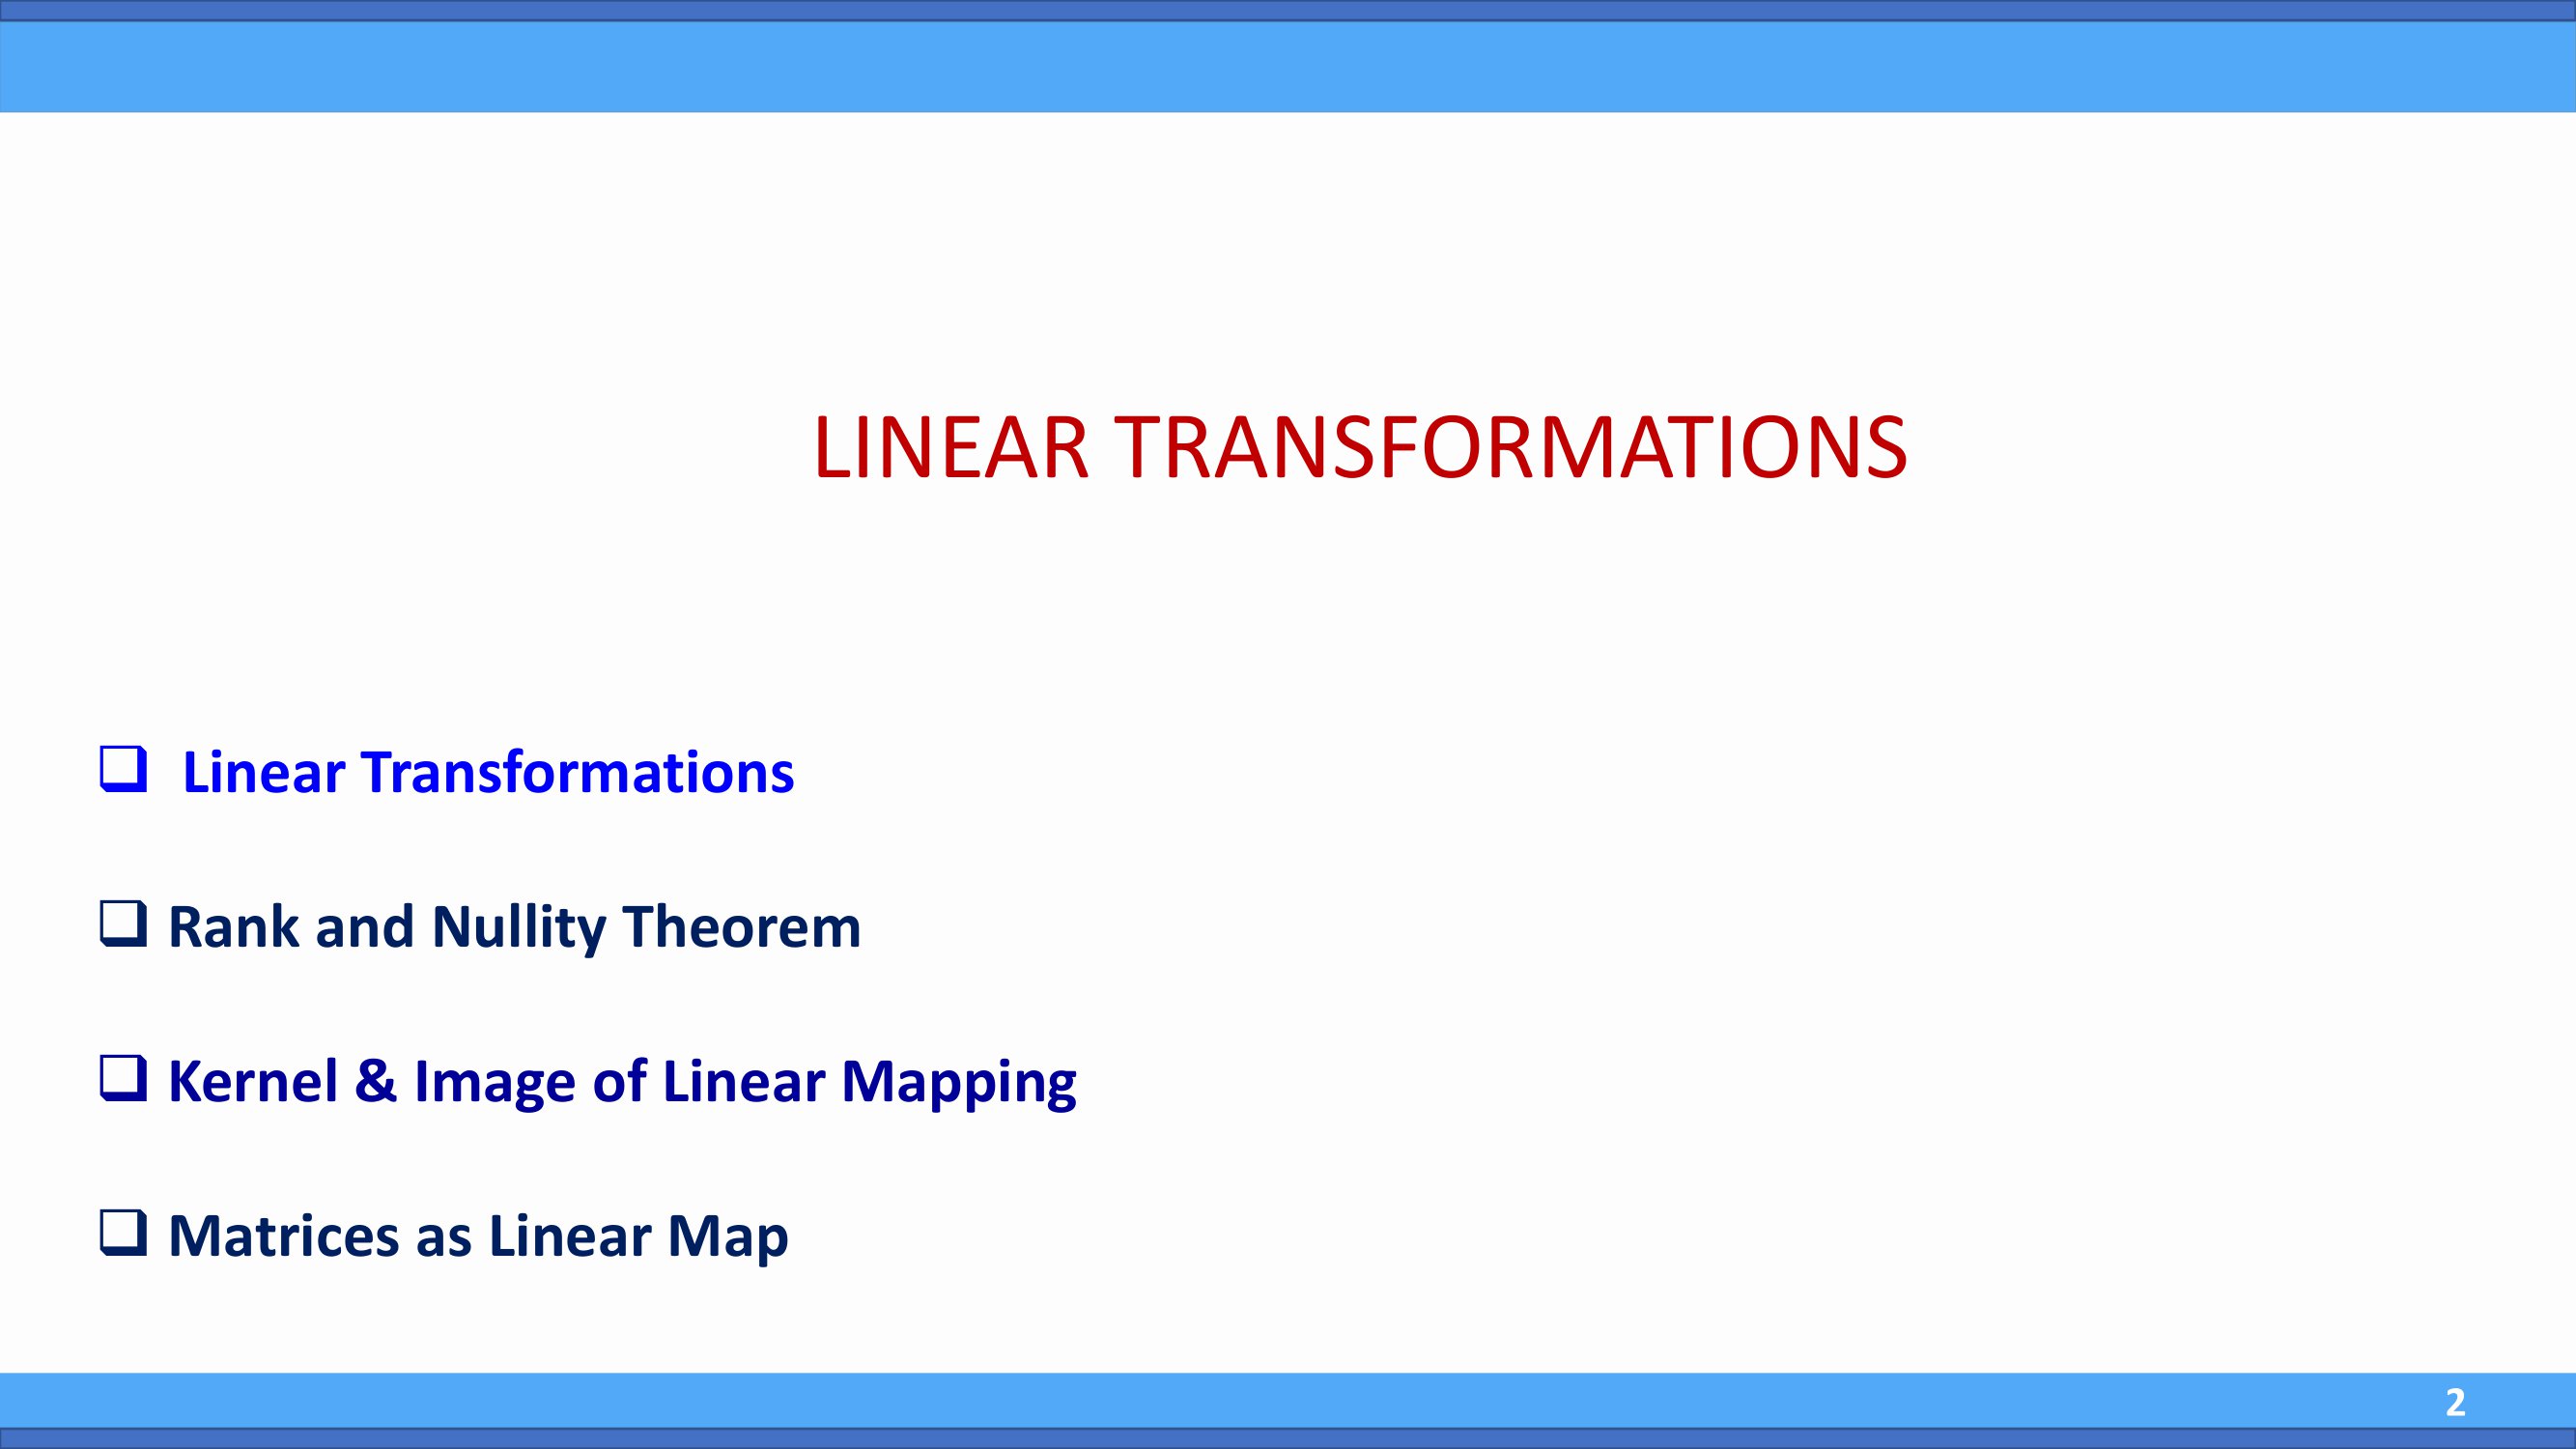 LINEAR TRANSFORMATIONS
❑ Linear Transformations
❑ Rank and Nullity Theorem
❑ Kernel & Image of Linear Mapping
❑ Matrices as Linear Map
2